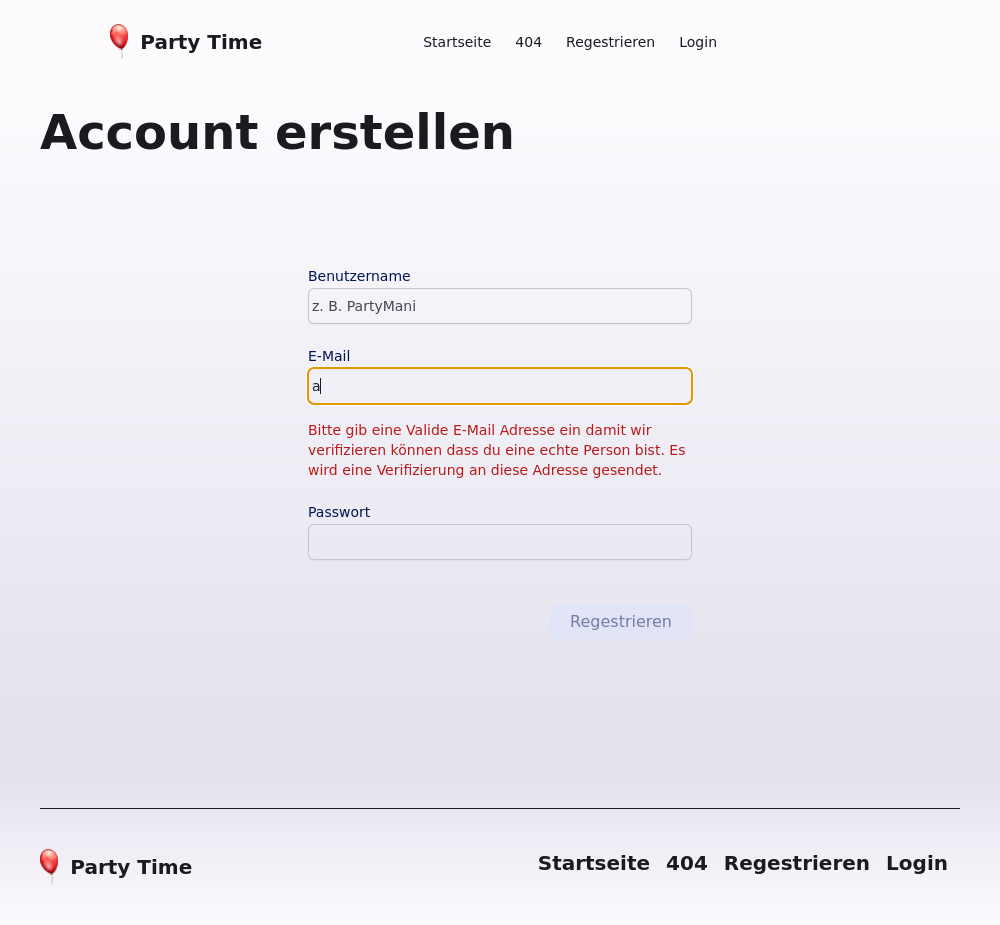 Party Time
Startseite 404 Regestrieren Login
Account erstellen
Benutzername
z. B. PartyMani
E-Mail
a
Bitte gib eine Valide E-Mail Adresse ein damit wir
verifizieren können dass du eine echte Person bist. Es
wird eine Verifizierung an diese Adresse gesendet.
Passwort
Regestrieren
Party Time
Startseite 404 Regestrieren Login